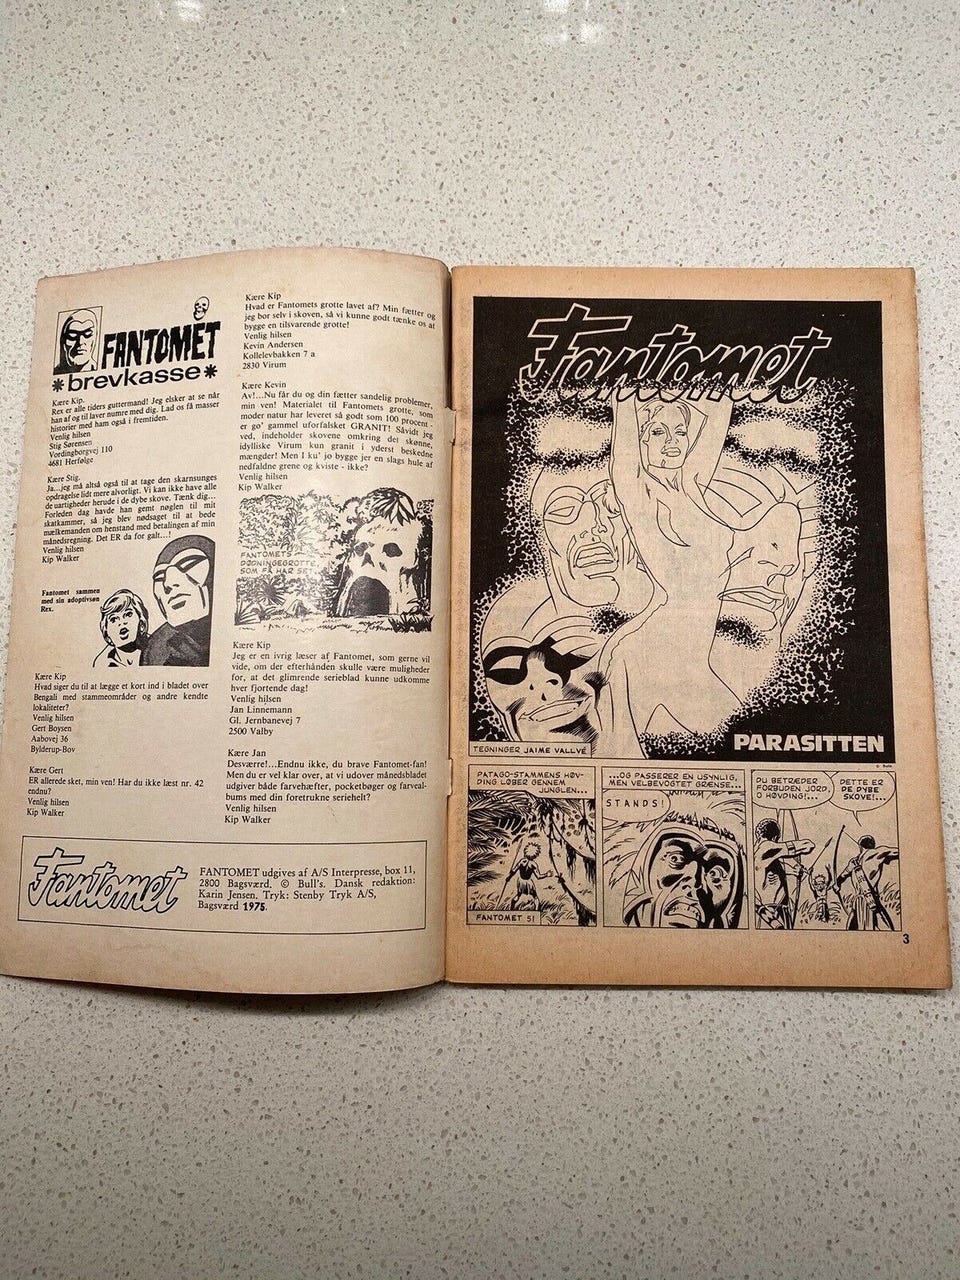 FANTOMET
*brevkasse*
Kære Kip.
Rex er alle tiders guttermand! Jeg elsker at se når
han af og til laver numre med dig. Lad os få masser
historier med ham også i fremtiden.
Venlig hilsen
Stig Sørensen
Vordingborgvej 110
4681 Herfølge
Kære Stig.
Ja...jeg må altså også til at tage den skarnsunges
opdragelse lidt mere alvorligt. Vi kan ikke have alle
de uartigheder herude i de dybe skove. Tænk dig...
Forleden dag havde han gemt nøglen til mit
skatkammer, så jeg blev nødsaget til at bede
mælkemanden om henstand med betalingen af min
månedsregning. Det ER da for galt...!
Venlig hilsen
Kip Walker
Fantomet sammen
med sin adoptivsøn
Rex.
Kære Kip
Hvad siger du til at lægge et kort ind i bladet over
Bengali med stammeområder og andre kendte
lokaliteter?
Venlig hilsen
Gert Boysen
Aabovej 36
Bylderup-Bov
Kære Gert
ER allerede sket, min ven! Har du ikke læst nr. 42
endnu?
Venlig hilsen
Kip Walker
Kære Kip
Hvad er Fantomets grotte lavet af? Min fætter og
jeg bor selv i skoven, så vi kunne godt tænke os at
bygge en tilsvarende grotte!
Venlig hilsen
Kevin Andersen
Kollelevbakken 7 a
2830 Virum
Kære Kevin
Av!...Nu får du og din fætter sandelig problemer,
min ven! Materialet til Fantomets grotte, som
moder natur har leveret så godt som 100 procent -
er go' gammel uforfalsket GRANIT! Såvidt jeg
ved, indeholder skovene omkring det skønne,
idylliske Virum kun granit i yderst beskedne
mængder! Men I ku' jo bygge jer en slags hule af
nedfaldne grene og kviste - ikke?
Venlig hilsen
Kip Walker
FANTOMETS
DØDNINGEGROTTE,
SOM FÅ HAR SET.
Kære Kip
Jeg er en ivrig læser af Fantomet, som gerne vil
vide, om der efterhånden skulle være muligheder
for, at det glimrende serieblad kunne udkomme
hver fjortende dag!
Venlig hilsen
Jan Linnemann
Gl. Jernbanevej 7
2500 Valby
Kære Jan
Desværre!...Endnu ikke, du brave Fantomet-fan!
Men du er vel klar over, at vi udover månedsbladet
udgiver både farvehæfter, pocketbøger og farveal-
bums med din foretrukne seriehelt?
Venlig hilsen
Kip Walker
Fantomet
FANTOMET udgives af A/S Interpresse, box 11,
2800 Bagsværd. © Bull's. Dansk redaktion:
Karin Jensen. Tryk: Stenby Tryk A/S,
Bagsværd 1975.
Fantomet
TEGNINGER JAIME VALLVÉ
PARASITTEN
© Bulls
PATAGO-STAMMENS HØV-
DING LØBER GENNEM
JUNGLEN...
FANTOMET 51
...OG PASSERER EN USYNLIG,
MEN VELBEVOGTET GRÆNSE...
STANDS!
DU BETRÆDER
FORBUDEN JORD,
O HØVDING!...
DETTE ER
DE DYBE
SKOVE!...
3